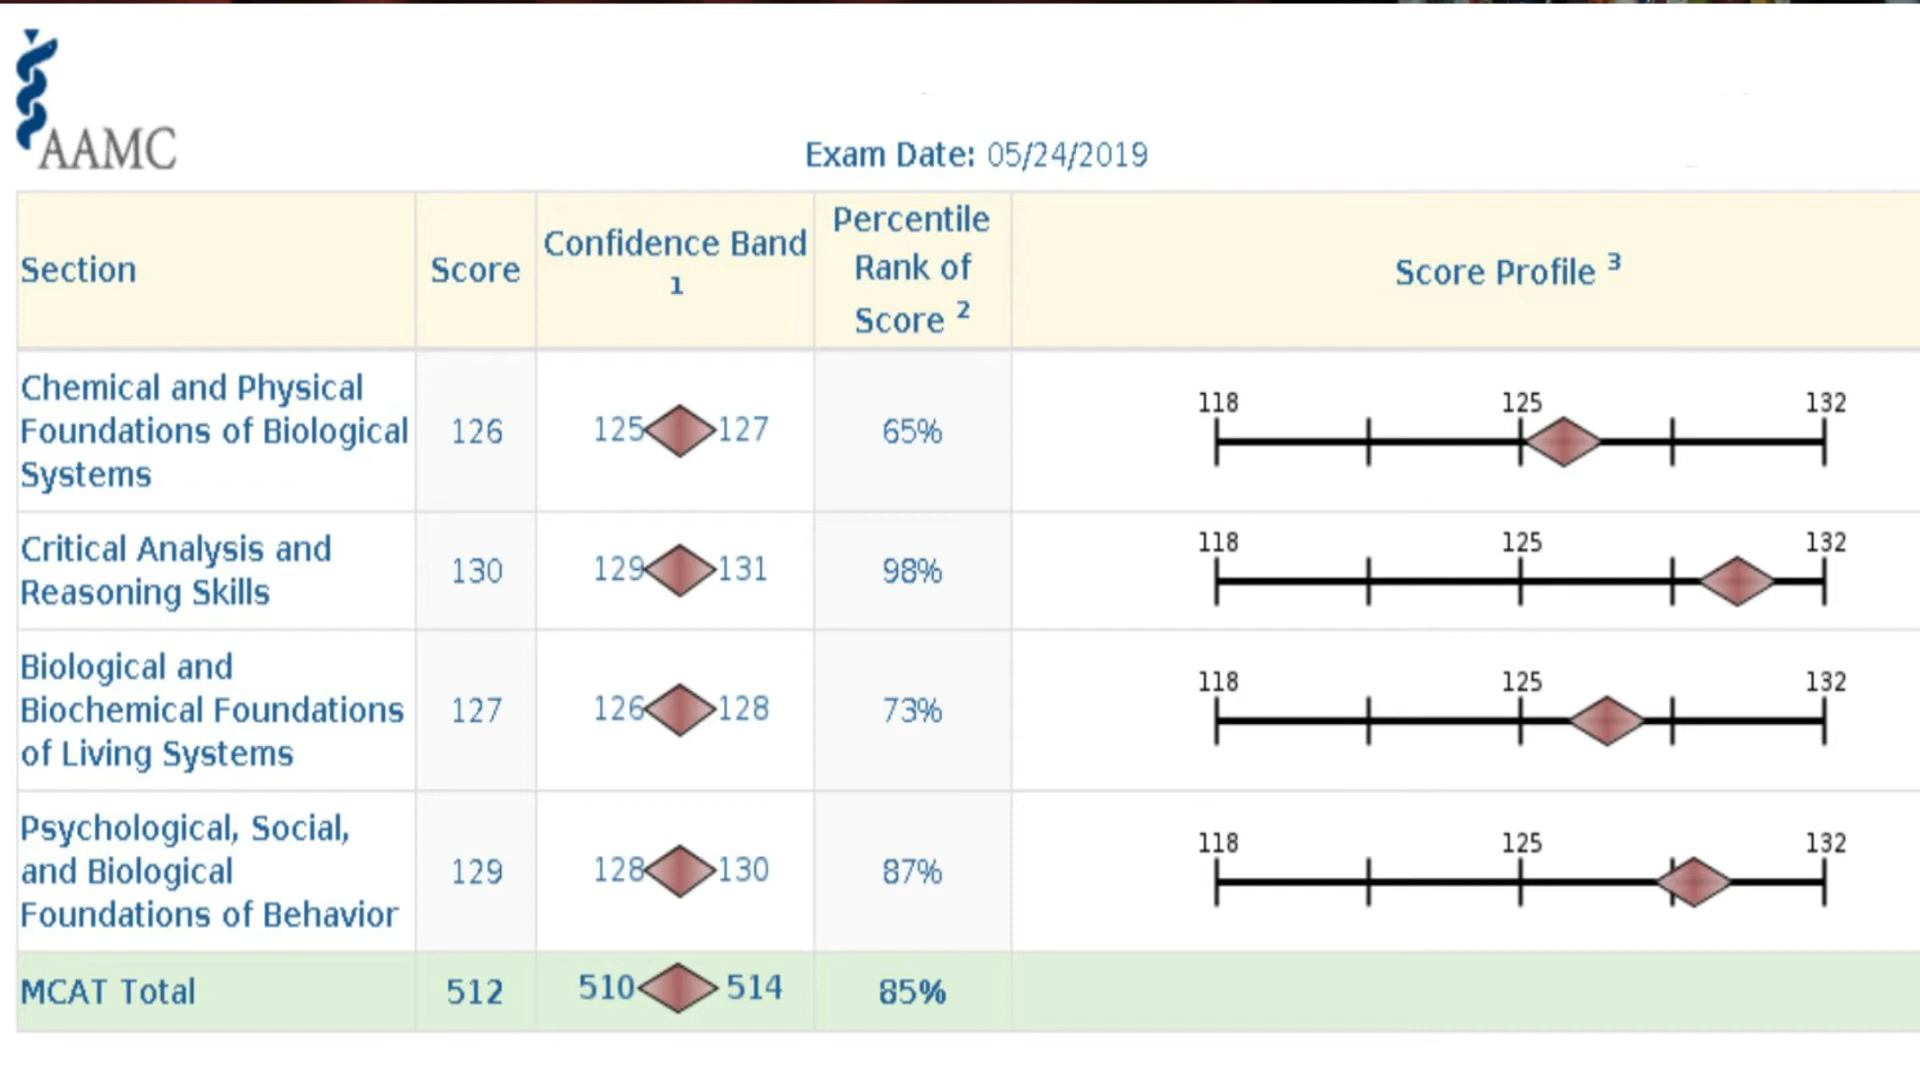 AAMC
Exam Date: 05/24/2019
Section
Score
Confidence Band
1
Percentile
Rank of
Score 2
Score Profile 3
Chemical and Physical
Foundations of Biological
Systems
126
125 127
65%
118 125 132
Critical Analysis and
Reasoning Skills
130
129 131
98%
118 125 132
Biological and
Biochemical Foundations
of Living Systems
127
126 128
73%
118 125 132
Psychological, Social,
and Biological
Foundations of Behavior
129
128 130
87%
118 125 132
MCAT Total
512
510 514
85%